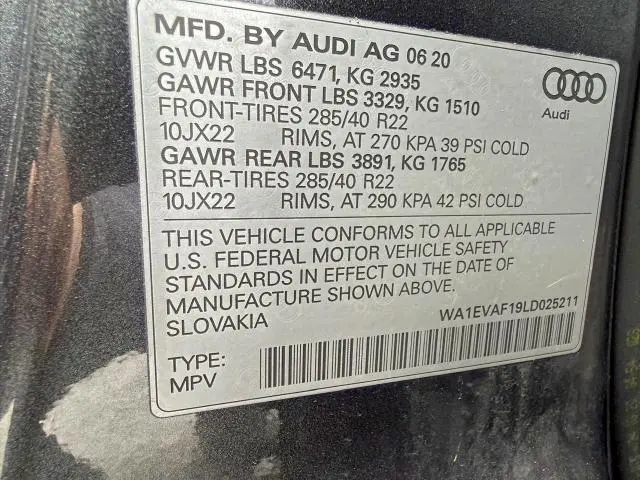 MFD. BY AUDI AG 06 20
GVWR LBS 6471, KG 2935
GAWR FRONT LBS 3329, KG 1510
FRONT-TIRES 285/40 R22
10JX22 RIMS, AT 270 KPA 39 PSI COLD
GAWR REAR LBS 3891, KG 1765
REAR-TIRES 285/40 R22
10JX22 RIMS, AT 290 KPA 42 PSI COLD
Audi
THIS VEHICLE CONFORMS TO ALL APPLICABLE
U.S. FEDERAL MOTOR VEHICLE SAFETY
STANDARDS IN EFFECT ON THE DATE OF
MANUFACTURE SHOWN ABOVE.
SLOVAKIA
WA1EVAF19LD025211
TYPE:
MPV